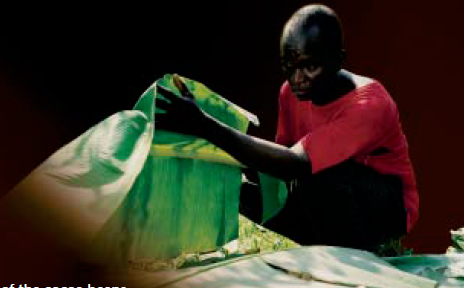 of the cocoa beans